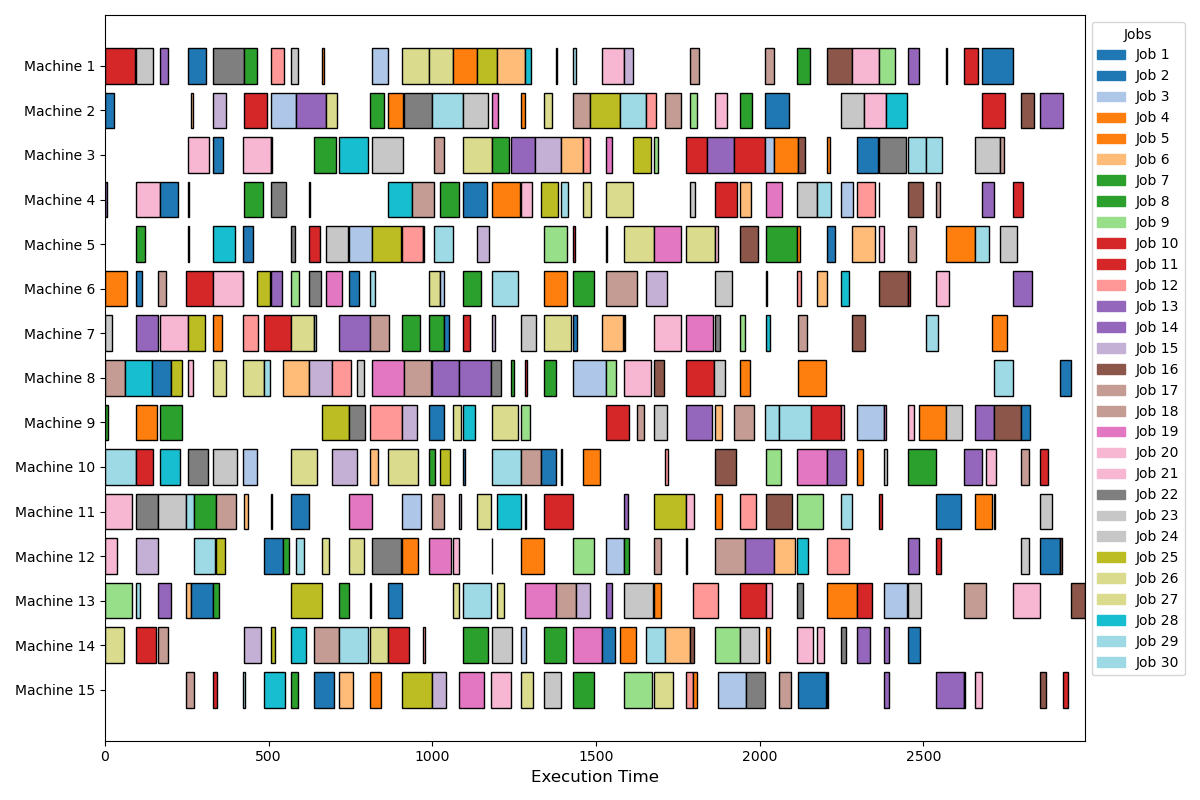 Jobs
Machine 1
Machine 2
Machine 3
Machine 4
Machine 5
Machine 6
Machine 7
Machine 8
Machine 9
Machine 10
Machine 11
Machine 12
Machine 13
Machine 14
Machine 15
Job 1
Job 2
Job 3
Job 4
Job 5
Job 6
Job 7
Job 8
Job 9
Job 10
Job 11
Job 12
Job 13
Job 14
Job 15
Job 16
Job 17
Job 18
Job 19
Job 20
Job 21
Job 22
Job 23
Job 24
Job 25
Job 26
Job 27
Job 28
Job 29
Job 30
0 500 1000 1500 2000 2500
Execution Time